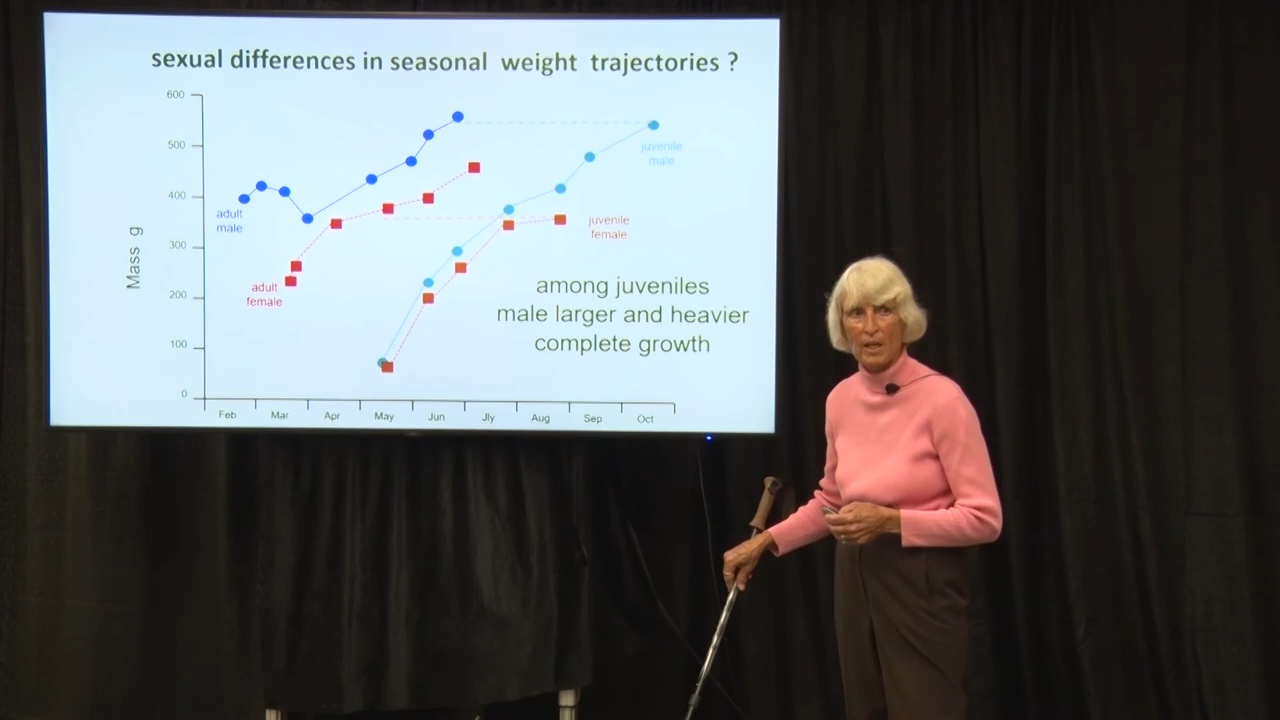 sexual differences in seasonal weight trajectories ?
600
500
400
300
200
100
0
Mass g
Feb Mar Apr May Jun Jly Aug Sep Oct
adult
male
adult
female
juvenile
male
juvenile
female
among juveniles
male larger and heavier
complete growth